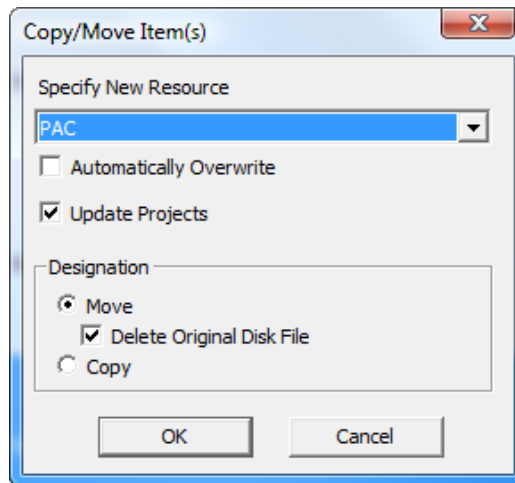 Copy/Move Item(s)
Specify New Resource
PAC
Automatically Overwrite
Update Projects
Designation
Move
Delete Original Disk File
Copy
OK Cancel